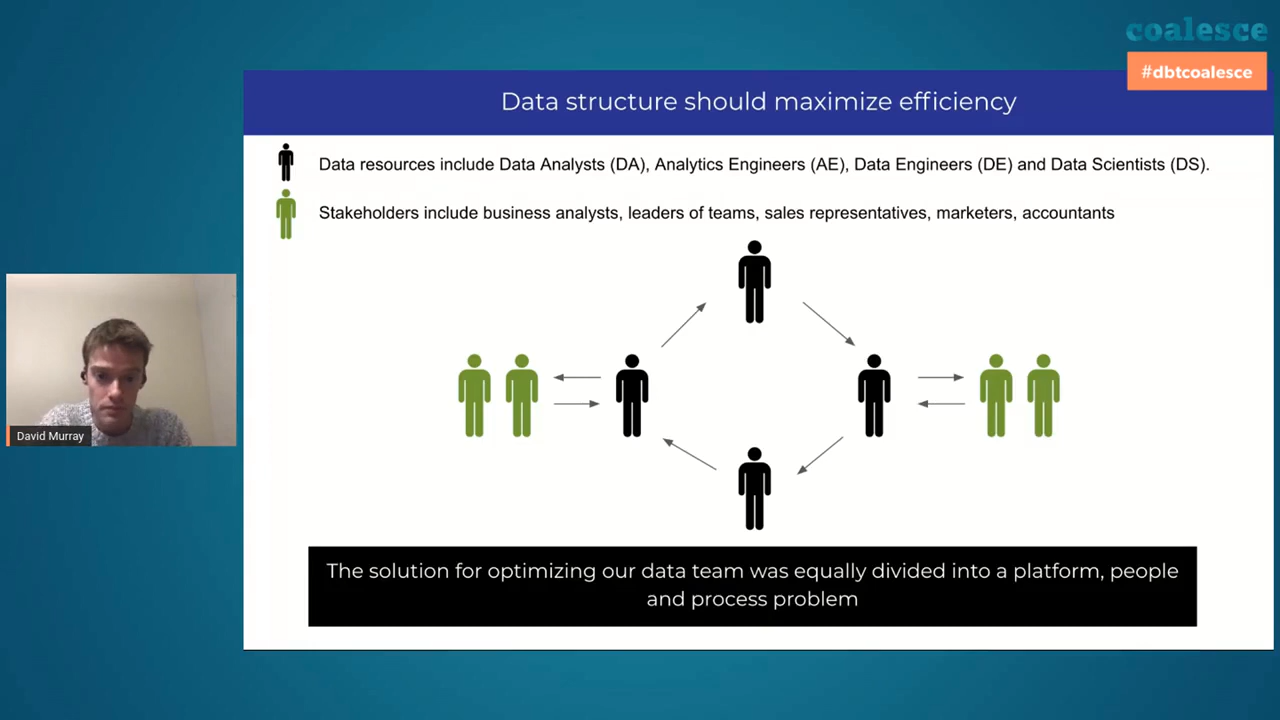 coalesce
#dbtcoalesce
Data structure should maximize efficiency
Data resources include Data Analysts (DA), Analytics Engineers (AE), Data Engineers (DE) and Data Scientists (DS).
Stakeholders include business analysts, leaders of teams, sales representatives, marketers, accountants
David Murray
The solution for optimizing our data team was equally divided into a platform, people
and process problem